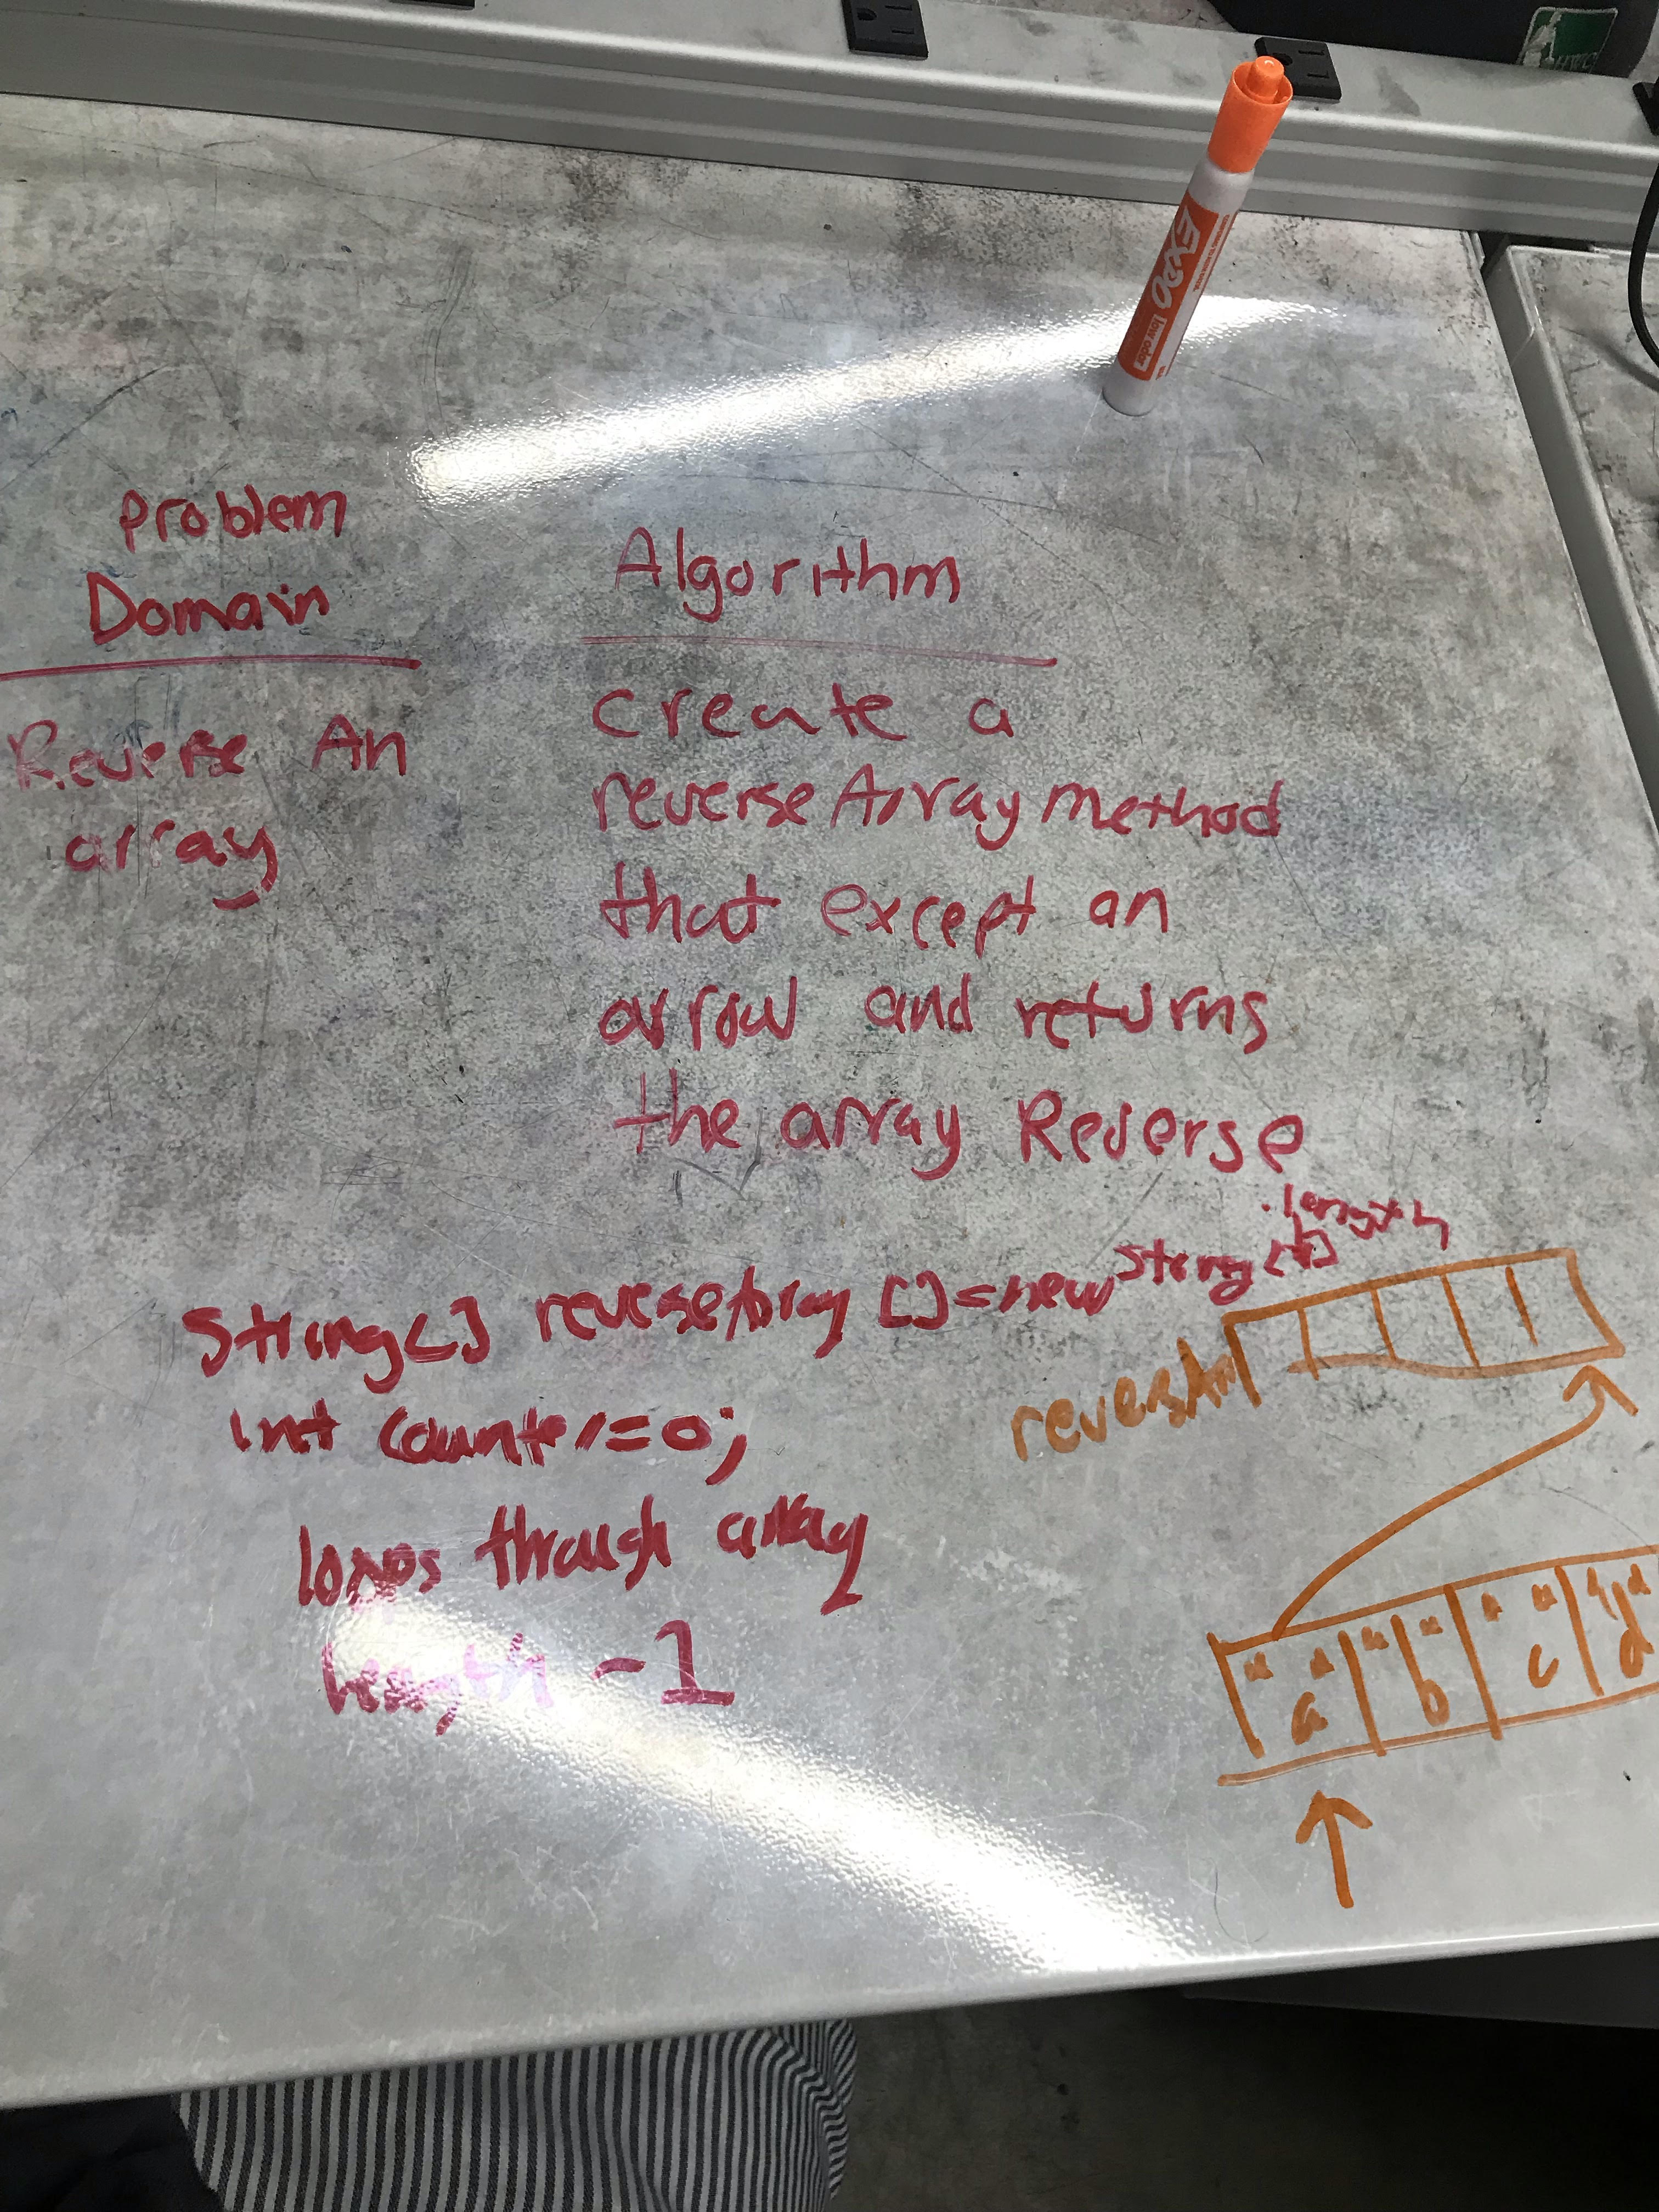 EXPO
low odor
Problem
Domain
Reverse An
array
Algorithm
create a
reverseArray method
that except an
arrow and returns
the array Reverse
.length
String[] reverseArray []=new String[]
int counter=0;
loops through array
length -1
"a" "b" "c" "d"